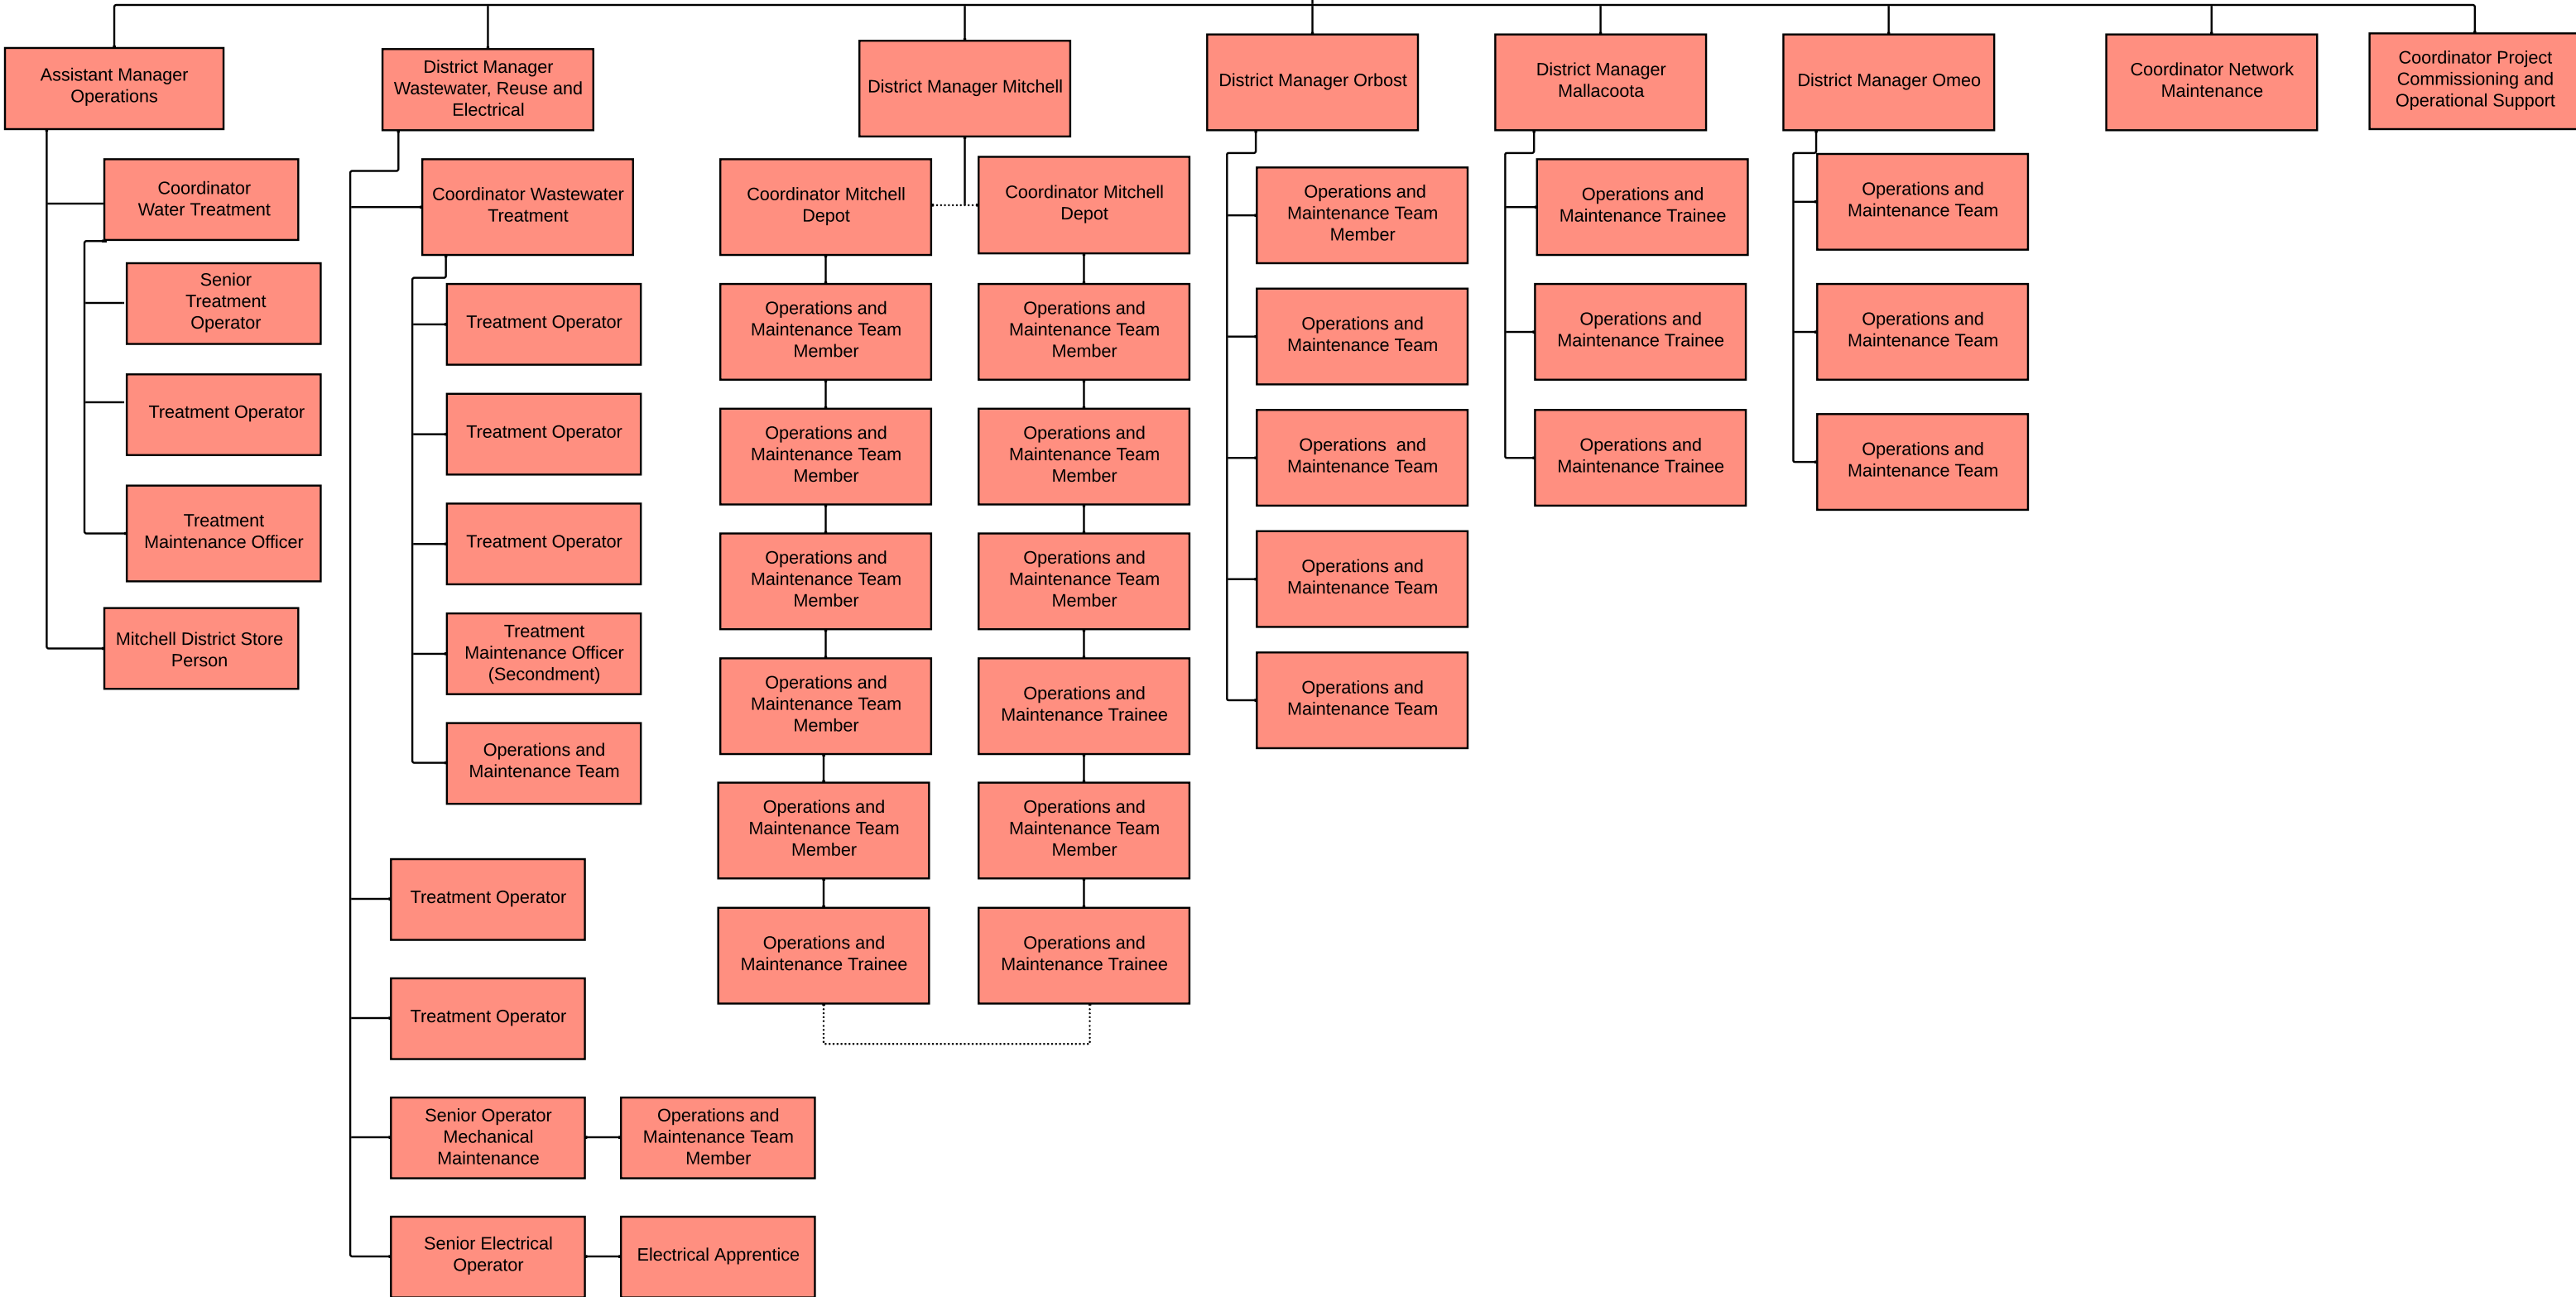 Assistant Manager
Operations
District Manager
Wastewater, Reuse and
Electrical
District Manager Mitchell
District Manager Orbost
District Manager
Mallacoota
District Manager Omeo
Coordinator Network
Maintenance
Coordinator Project
Commissioning and
Operational Support
Coordinator
Water Treatment
Senior
Treatment
Operator
Treatment Operator
Treatment
Maintenance Officer
Mitchell District Store
Person
Coordinator Wastewater
Treatment
Treatment Operator
Treatment Operator
Treatment Operator
Treatment
Maintenance Officer
(Secondment)
Operations and
Maintenance Team
Treatment Operator
Treatment Operator
Senior Operator
Mechanical
Maintenance
Operations and
Maintenance Team
Member
Senior Electrical
Operator
Electrical Apprentice
Coordinator Mitchell
Depot
Operations and
Maintenance Team
Member
Operations and
Maintenance Team
Member
Operations and
Maintenance Team
Member
Operations and
Maintenance Team
Member
Operations and
Maintenance Team
Member
Operations and
Maintenance Trainee
Coordinator Mitchell
Depot
Operations and
Maintenance Team
Member
Operations and
Maintenance Team
Member
Operations and
Maintenance Team
Member
Operations and
Maintenance Trainee
Operations and
Maintenance Team
Member
Operations and
Maintenance Trainee
Operations and
Maintenance Team
Member
Operations and
Maintenance Team
Operations and
Maintenance Team
Operations and
Maintenance Team
Operations and
Maintenance Team
Operations and
Maintenance Trainee
Operations and
Maintenance Trainee
Operations and
Maintenance Trainee
Operations and
Maintenance Team
Operations and
Maintenance Team
Operations and
Maintenance Team